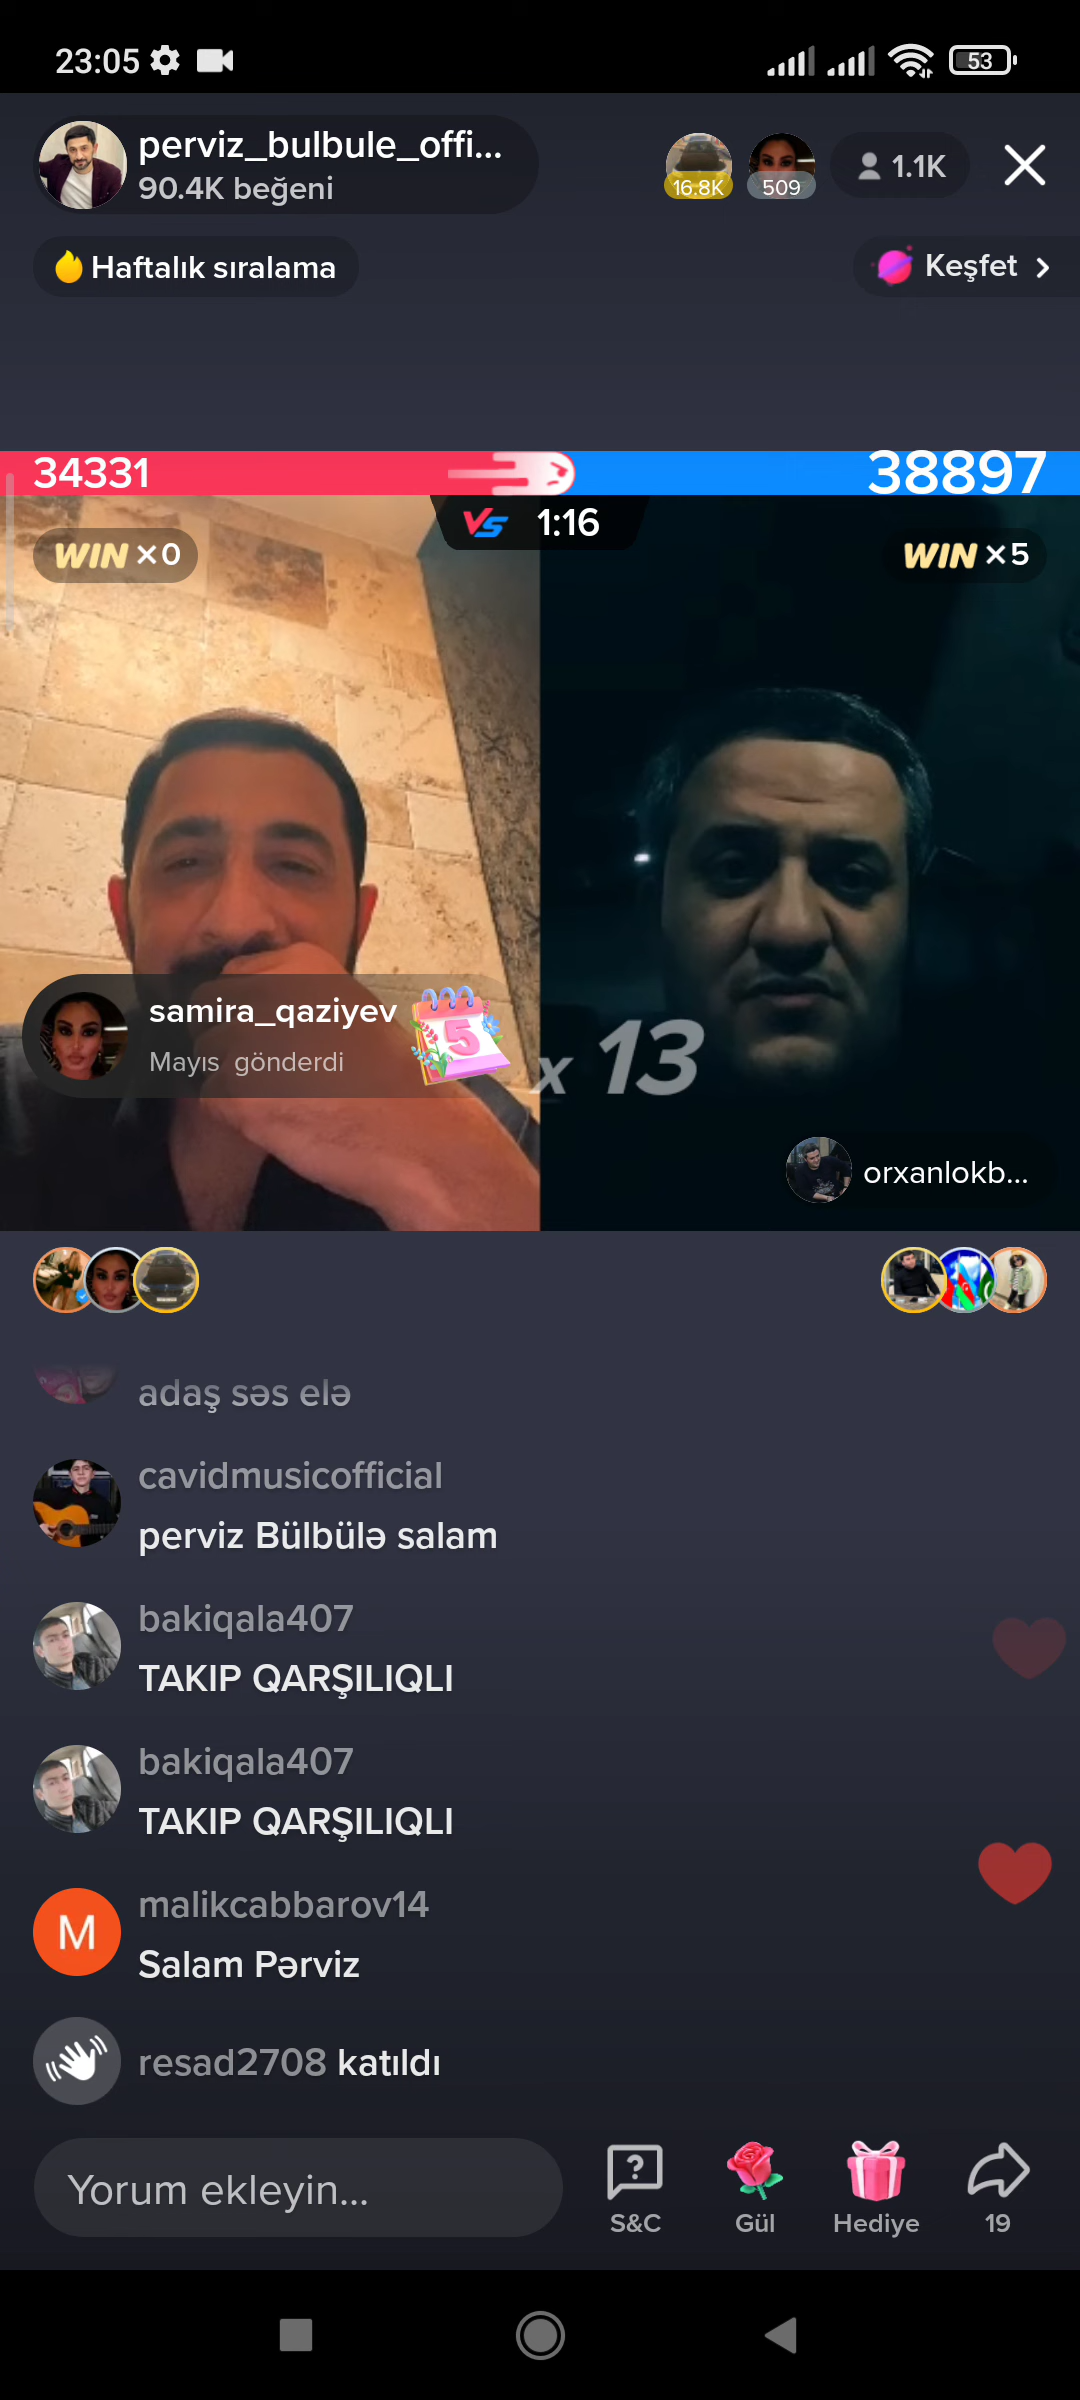 23:05
53
perviz_bulbule_offi...
90.4K beğeni
16.8K
509
1.1K
Haftalık sıralama
Keşfet
34331
38897
VS 1:16
WIN ×0
WIN ×5
samira_qaziyev
Mayıs gönderdi
5
x 13
orxanlokb...
adaş səs elə
cavidmusicofficial
perviz Bülbülə salam
bakiqala407
TAKIP QARŞILIQLI
bakiqala407
TAKIP QARŞILIQLI
M
malikcabbarov14
Salam Pərviz
resad2708 katıldı
Yorum ekleyin...
?
S&C
Gül
Hediye
19